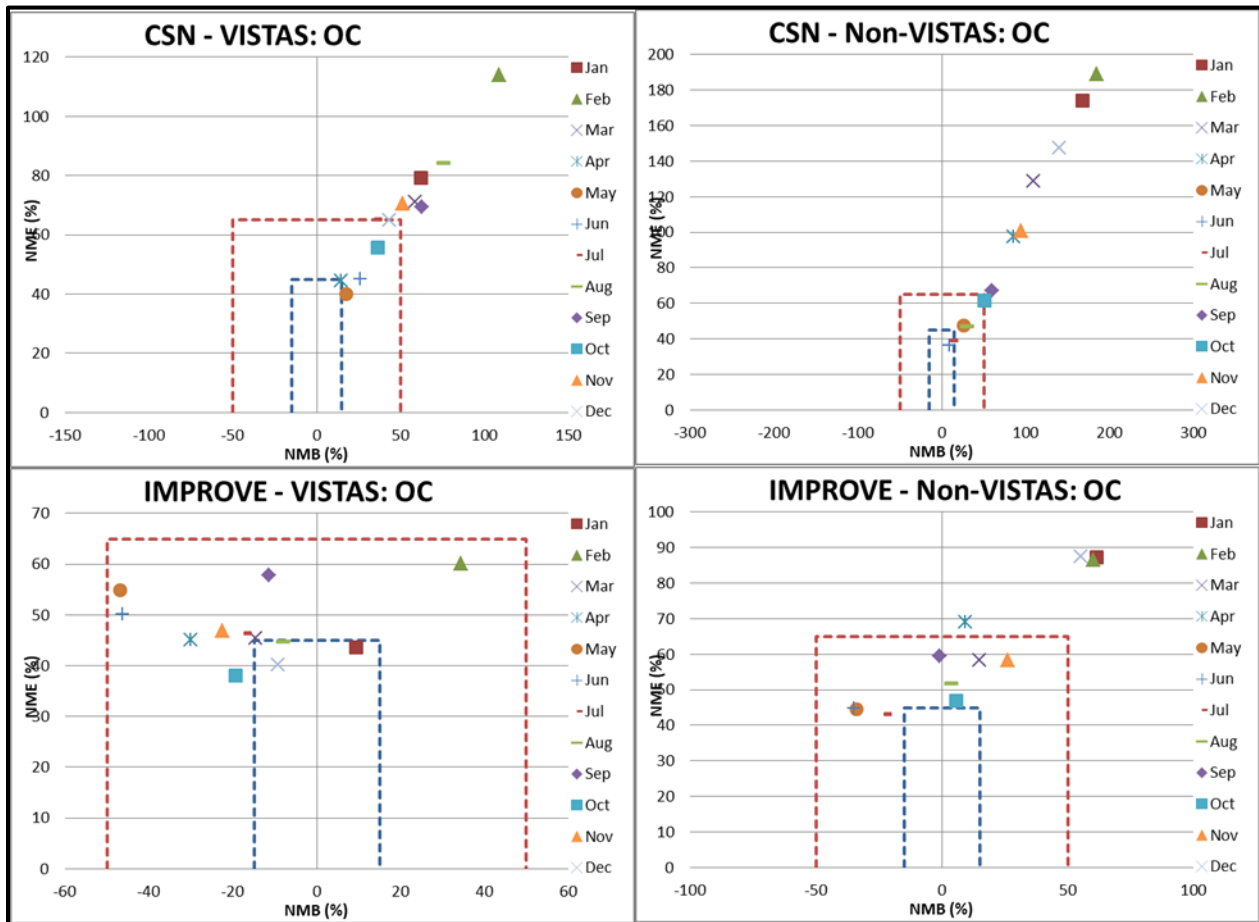 CSN - VISTAS: OC
120
100
80
60
40
20
0
NME (%)
-150 -100 -50 0 50 100 150
NMB (%)
Jan
Feb
Mar
Apr
May
Jun
Jul
Aug
Sep
Oct
Nov
Dec
CSN - Non-VISTAS: OC
200
180
160
140
120
100
80
60
40
20
0
NME (%)
-300 -200 -100 0 100 200 300
NMB (%)
Jan
Feb
Mar
Apr
May
Jun
Jul
Aug
Sep
Oct
Nov
Dec
IMPROVE - VISTAS: OC
70
60
50
40
30
20
10
0
NME (%)
-60 -40 -20 0 20 40 60
NMB (%)
Jan
Feb
Mar
Apr
May
Jun
Jul
Aug
Sep
Oct
Nov
Dec
IMPROVE - Non-VISTAS: OC
100
90
80
70
60
50
40
30
20
10
0
NME (%)
-100 -50 0 50 100
NMB (%)
Jan
Feb
Mar
Apr
May
Jun
Jul
Aug
Sep
Oct
Nov
Dec